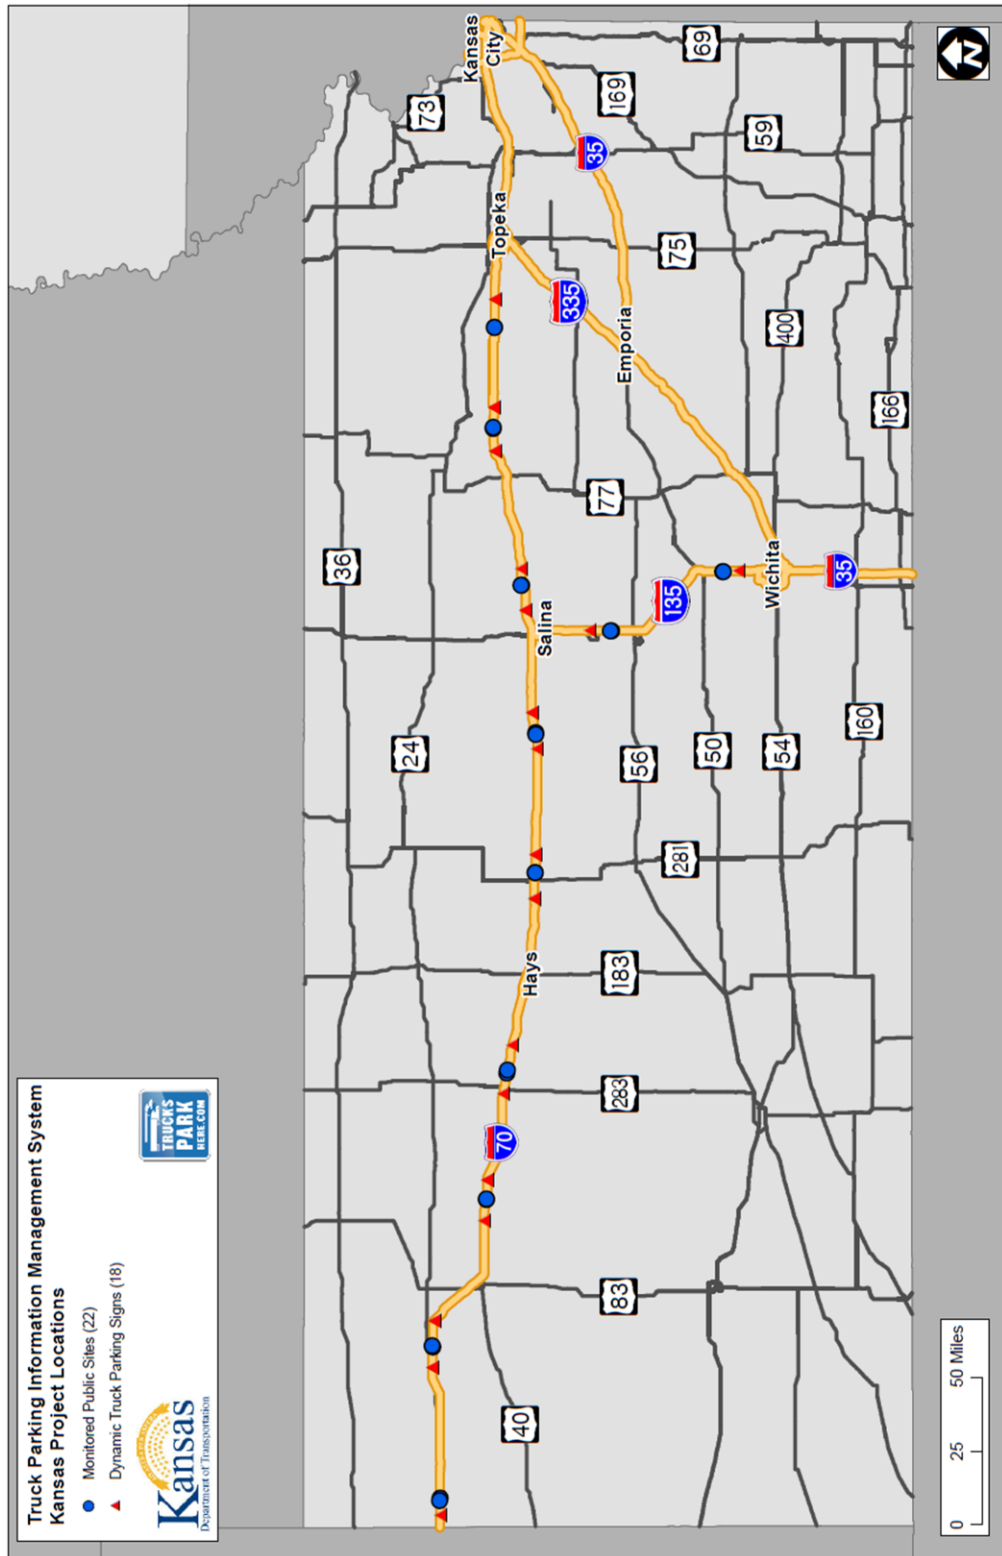 Truck Parking Information Management System
Kansas Project Locations
Monitored Public Sites (22)
Dynamic Truck Parking Signs (18)
Kansas
Department of Transportation
TRUCKS
PARK
HERE.COM
Kansas
City
Topeka
Emporia
Salina
Wichita
Hays
36
73
24
40
70
83
283
183
281
56
50
54
160
135
35
77
335
35
75
400
166
169
69
59
0 25 50 Miles
N